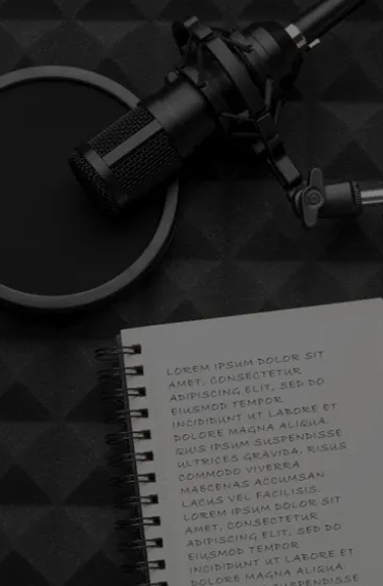 LOREM IPSUM DOLOR SIT
AMET, CONSECTETUR
ADIPISCING ELIT, SED DO
EIUSMOD TEMPOR
INCIDIDUNT UT LABORE ET
DOLORE MAGNA ALIQUA.
QUIS IPSUM SUSPENDISSE
ULTRICES GRAVIDA. RISUS
COMMODO VIVERRA
MAECENAS ACCUMSAN
LACUS VEL FACILISIS.
LOREM IPSUM DOLOR SIT
AMET, CONSECTETUR
ADIPISCING ELIT, SED DO
EIUSMOD TEMPOR
INCIDIDUNT UT LABORE ET
DOLORE MAGNA ALIQUA.
SUSPENDISSE